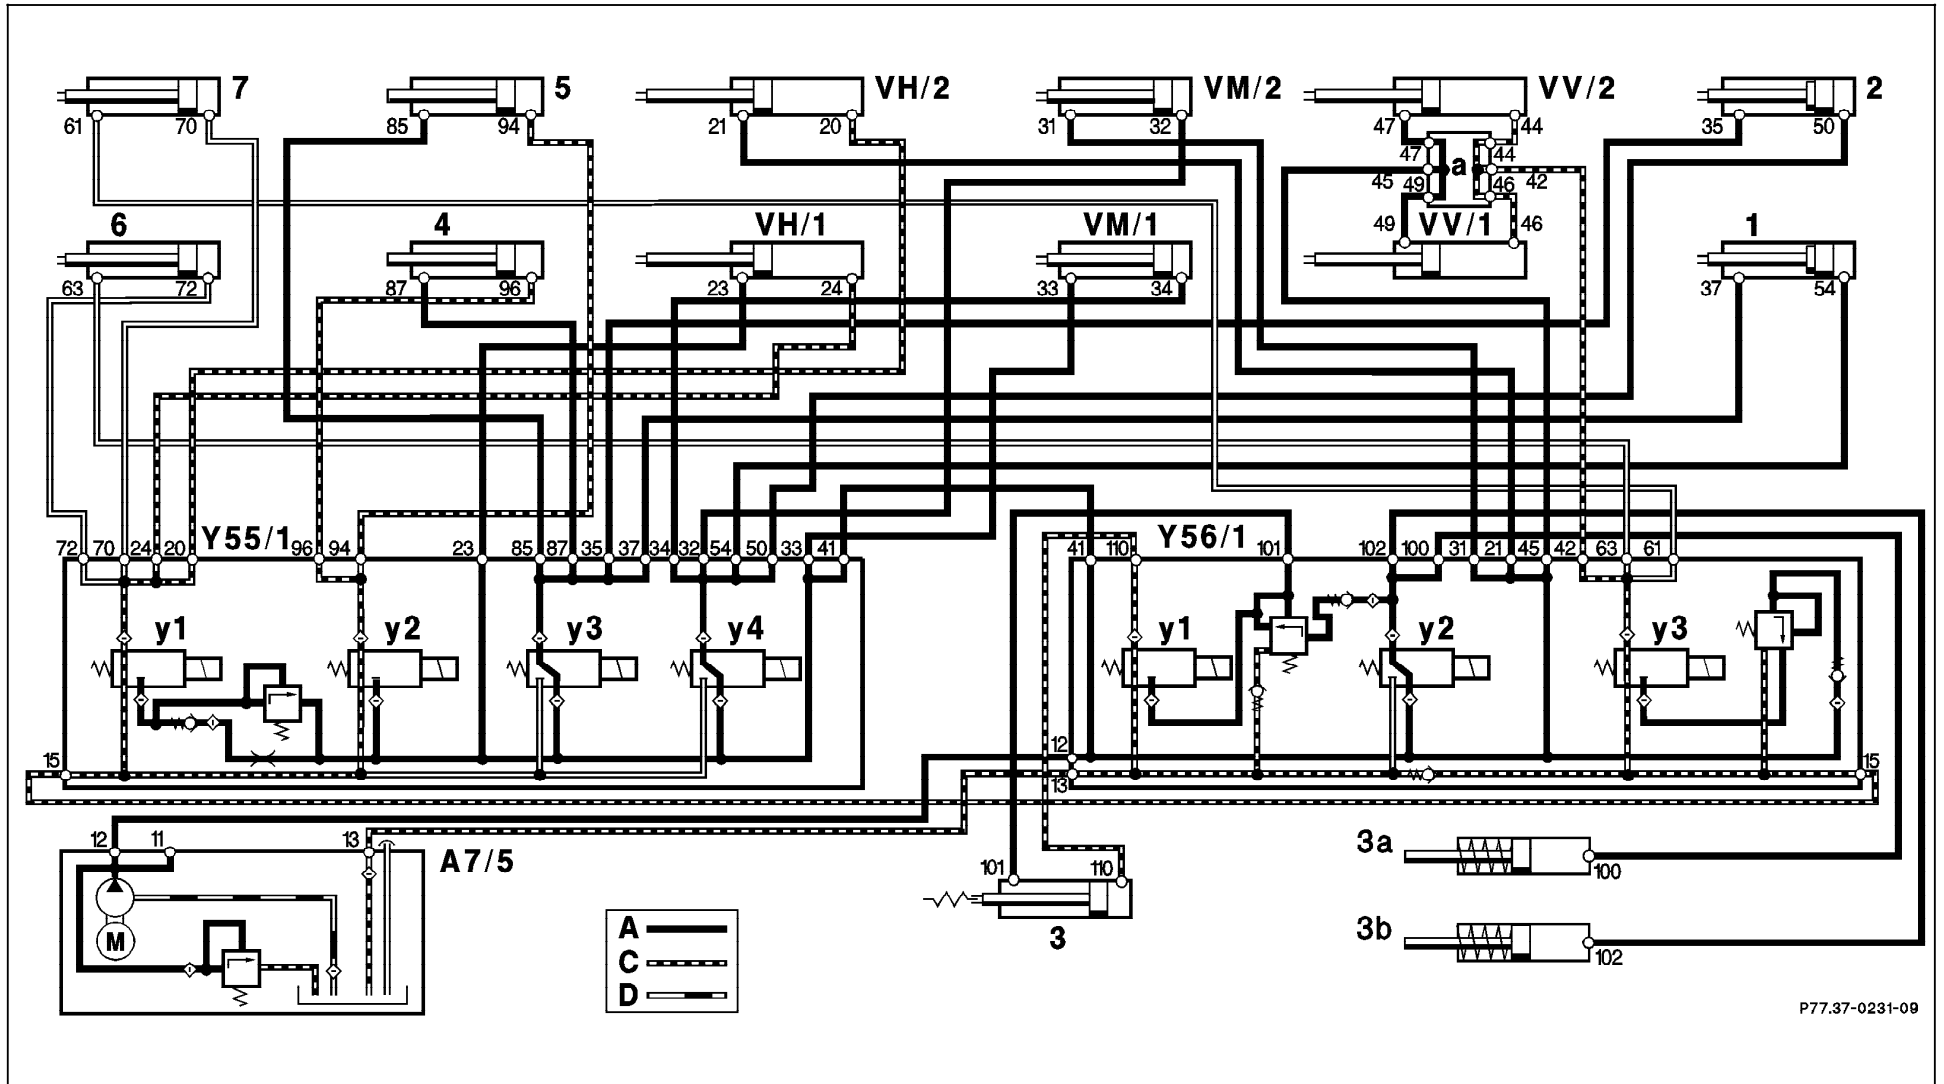 7 5 VH/2 VM/2 VV/2 2
61 70 85 94 21 20 31 32 47 44 35 50
47 44
a
45 49 46 42
6 4 VH/1 VM/1 49 VV/1 46 1
63 72 87 96 23 24 33 34 37 54
72 70 24 20 Y55/1 96 94 23 85 87 35 37 34 32 54 50 33 41
41 110 Y56/1 101 102 100 31 21 45 42 63 61
y1 y2 y3 y4 y1 y2 y3
15 12 13 15
12 11 13 A7/5
M
101 110
3
3a 100
3b 102
A
C
D
P77.37-0231-09